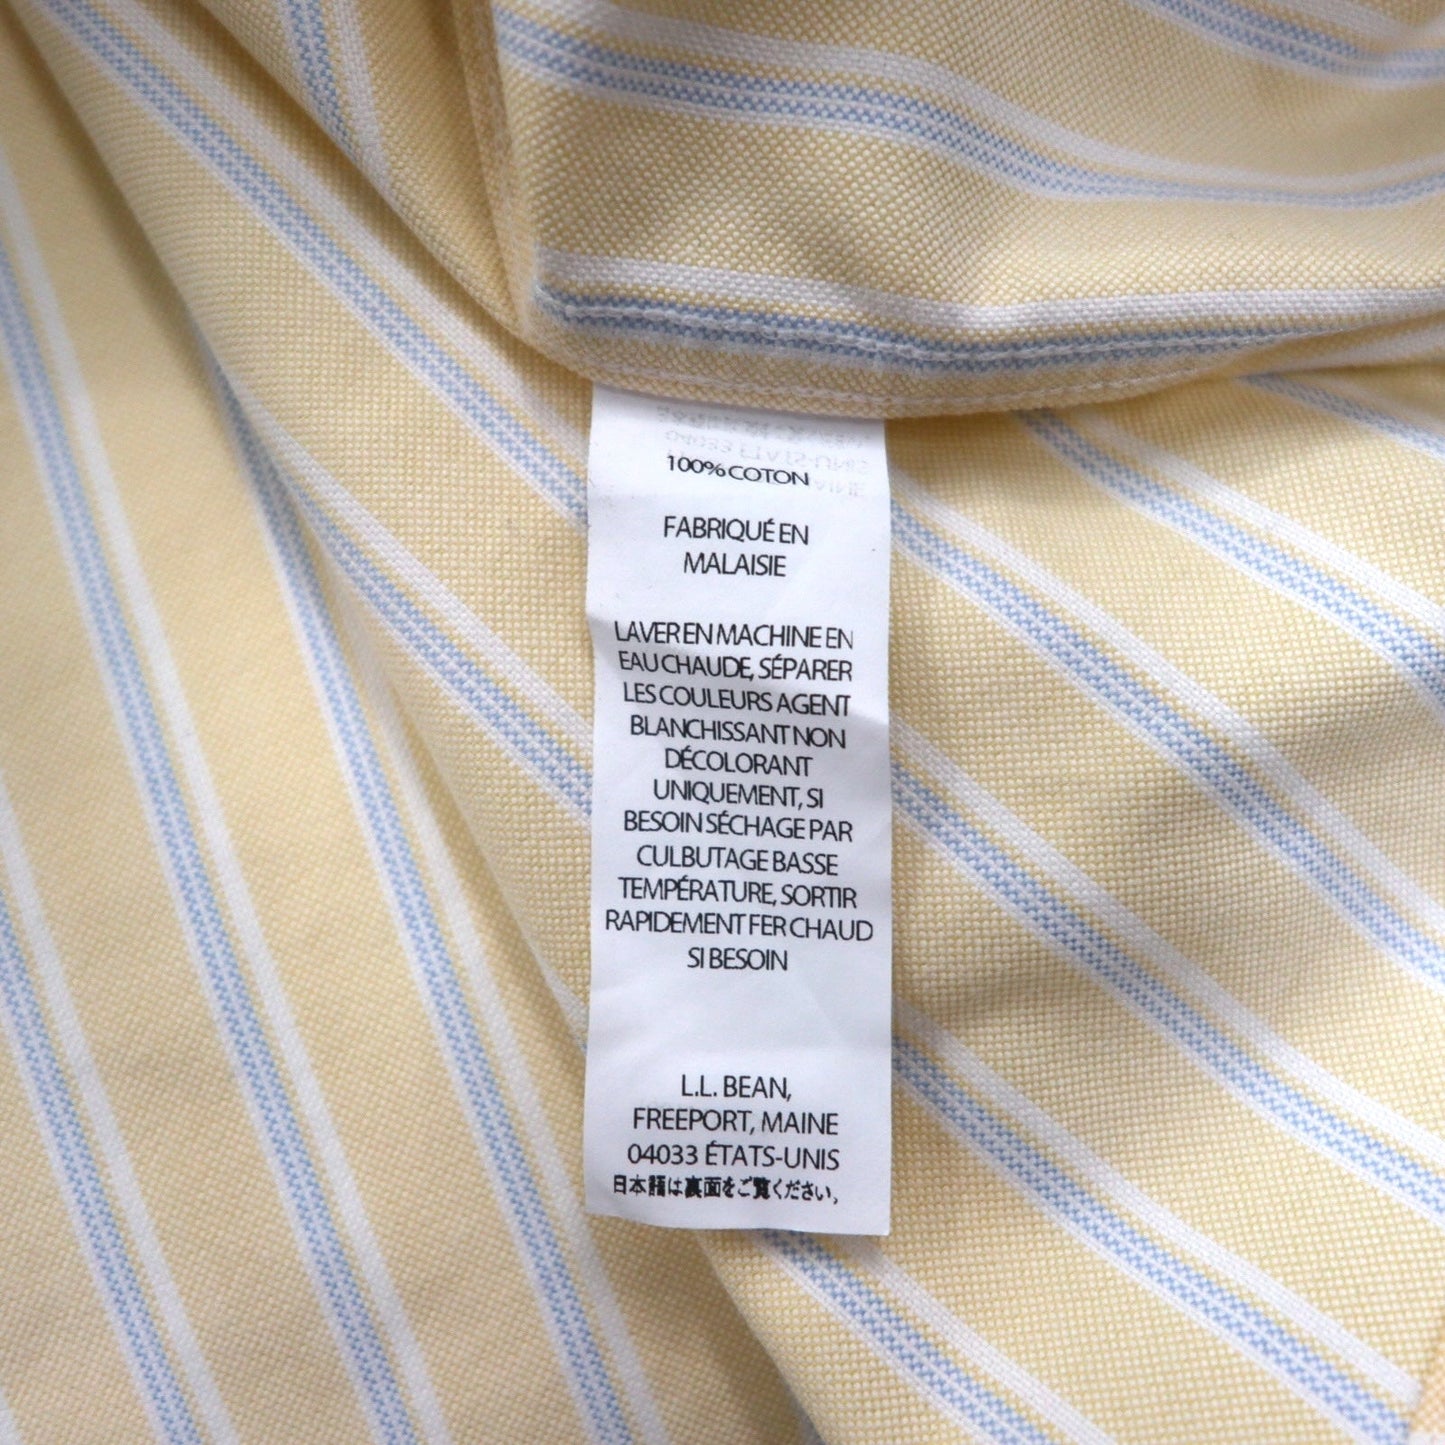 100% COTON
FABRIQUÉ EN
MALAISIE
LAVER EN MACHINE EN
EAU CHAUDE, SÉPARER
LES COULEURS AGENT
BLANCHISSANT NON
DÉCOLORANT
UNIQUEMENT, SI
BESOIN SÉCHAGE PAR
CULBUTAGE BASSE
TEMPÉRATURE, SORTIR
RAPIDEMENT FER CHAUD
SI BESOIN
L.L. BEAN,
FREEPORT, MAINE
04033 ÉTATS-UNIS
日本語は裏面をご覧ください。